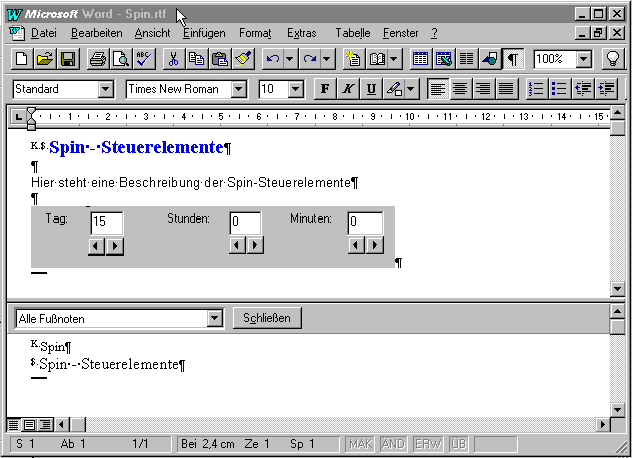 Microsoft Word - Spin.rtf
Datei Bearbeiten Ansicht Einfügen Format Extras Tabelle Fenster ?
ABC 100%
Standard Times New Roman 10 F K U
L 1 2 3 4 5 6 7 8 9 10 11 12 13 14 15
K,$.Spin·-·Steuerelemente¶
¶
Hier·steht·eine·Beschreibung·der·Spin-Steuerelemente¶
¶
Tag: 15 Stunden: 0 Minuten: 0
¶
Alle Fußnoten Schließen
K.Spin¶
$.Spin·-·Steuerelemente¶
S 1 Ab 1 1/1 Bei 2,4 cm Ze 1 Sp 1 MAK ÄND ERW ÜB